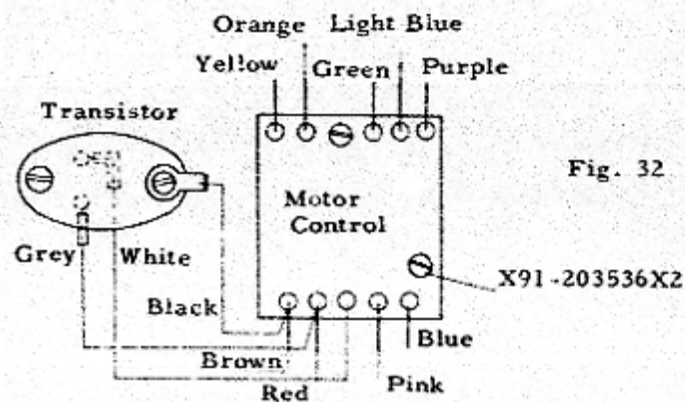 Orange Light Blue
Yellow Green Purple
Transistor
Fig. 32
Motor
Control
Grey White
X91-203536X2
Black
Blue
Brown
Pink
Red